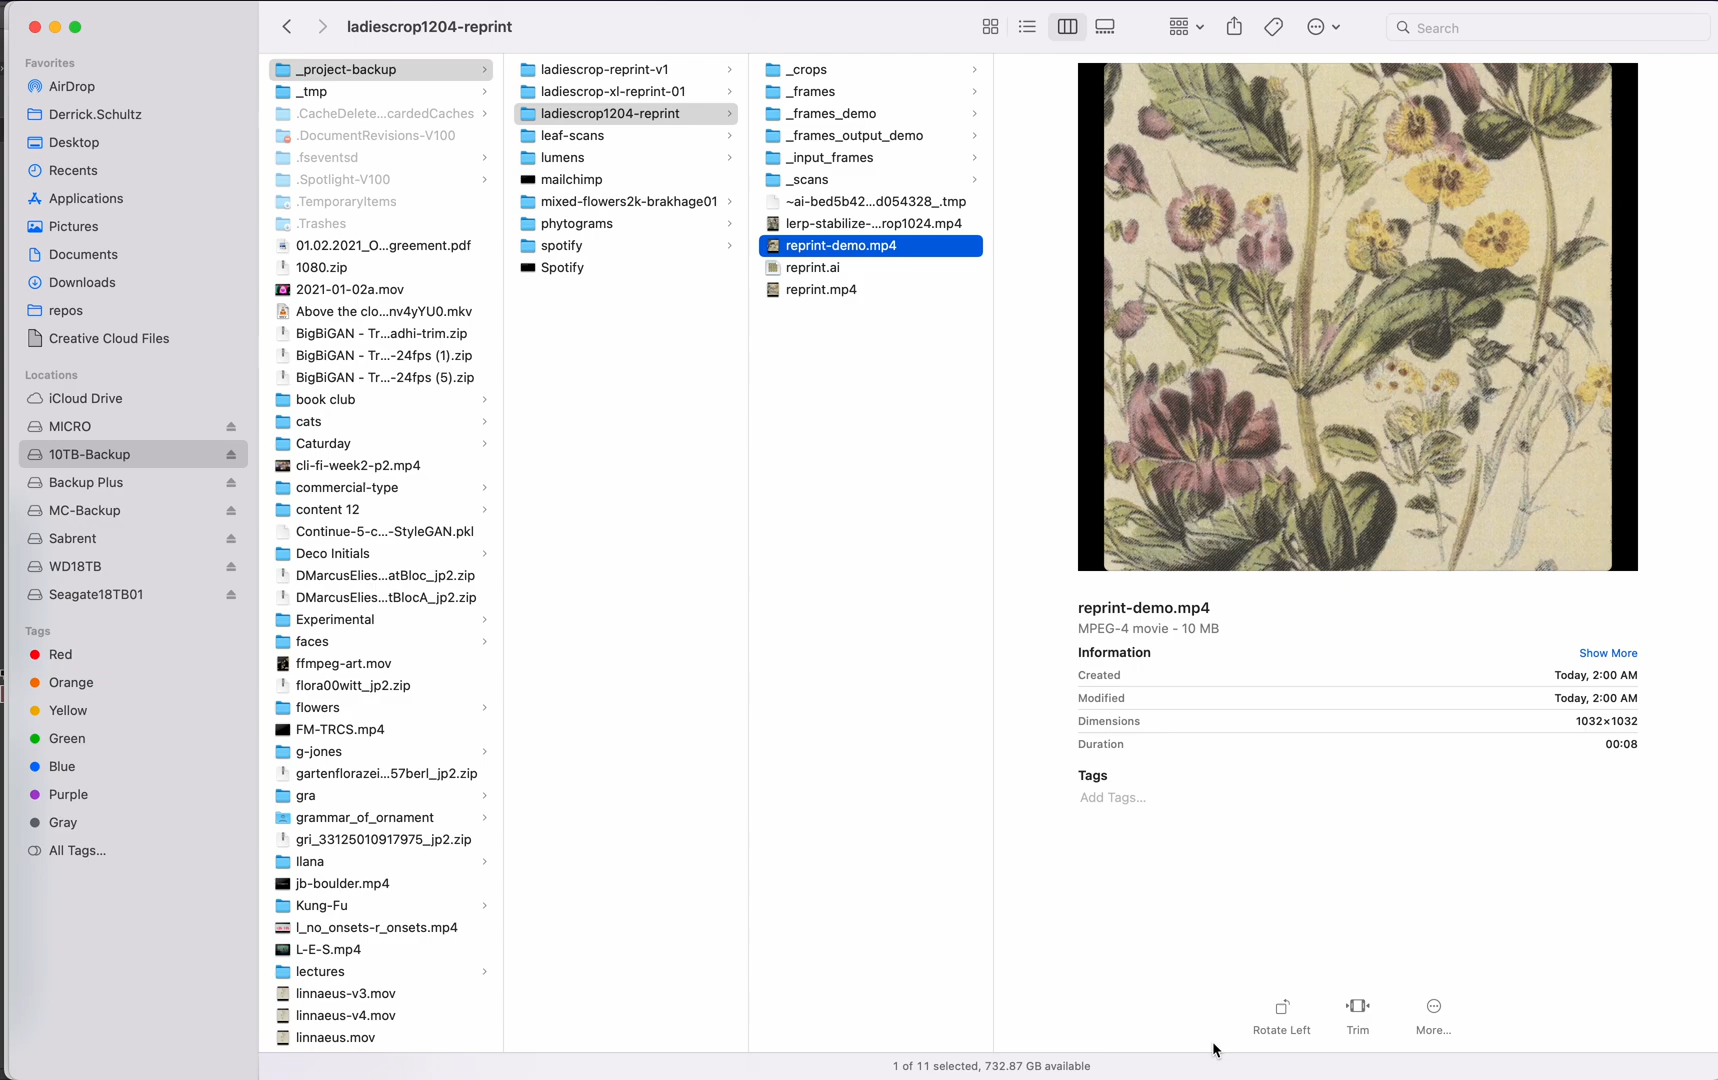 ladiescrop1204-reprint
Search
Favorites
AirDrop
Derrick.Schultz
Desktop
Recents
Applications
Pictures
Documents
Downloads
repos
Creative Cloud Files
Locations
iCloud Drive
MICRO
10TB-Backup
Backup Plus
MC-Backup
Sabrent
WD18TB
Seagate18TB01
Tags
Red
Orange
Yellow
Green
Blue
Purple
Gray
All Tags...
_project-backup
_tmp
.CacheDelete...cardedCaches
.DocumentRevisions-V100
.fseventsd
.Spotlight-V100
.TemporaryItems
.Trashes
01.02.2021_O...greement.pdf
1080.zip
2021-01-02a.mov
Above the clo...nv4yYU0.mkv
BigBiGAN - Tr...adhi-trim.zip
BigBiGAN - Tr...-24fps (1).zip
BigBiGAN - Tr...-24fps (5).zip
book club
cats
Caturday
cli-fi-week2-p2.mp4
commercial-type
content 12
Continue-5-c...-StyleGAN.pkl
Deco Initials
DMarcusElies...atBloc_jp2.zip
DMarcusElies...tBlocA_jp2.zip
Experimental
faces
ffmpeg-art.mov
flora00witt_jp2.zip
flowers
FM-TRCS.mp4
g-jones
gartenflorazei...57berl_jp2.zip
gra
grammar_of_ornament
gri_33125010917975_jp2.zip
Ilana
jb-boulder.mp4
Kung-Fu
l_no_onsets-r_onsets.mp4
L-E-S.mp4
lectures
linnaeus-v3.mov
linnaeus-v4.mov
linnaeus.mov
ladiescrop-reprint-v1
ladiescrop-xl-reprint-01
ladiescrop1204-reprint
leaf-scans
lumens
mailchimp
mixed-flowers2k-brakhage01
phytograms
spotify
Spotify
_crops
_frames
_frames_demo
_frames_output_demo
_input_frames
_scans
~ai-bed5b42...d054328_.tmp
lerp-stabilize-...rop1024.mp4
reprint-demo.mp4
reprint.ai
reprint.mp4
reprint-demo.mp4
MPEG-4 movie - 10 MB
Information
Show More
Created Today, 2:00 AM
Modified Today, 2:00 AM
Dimensions 1032×1032
Duration 00:08
Tags
Add Tags...
Rotate Left
Trim
More...
1 of 11 selected, 732.87 GB available